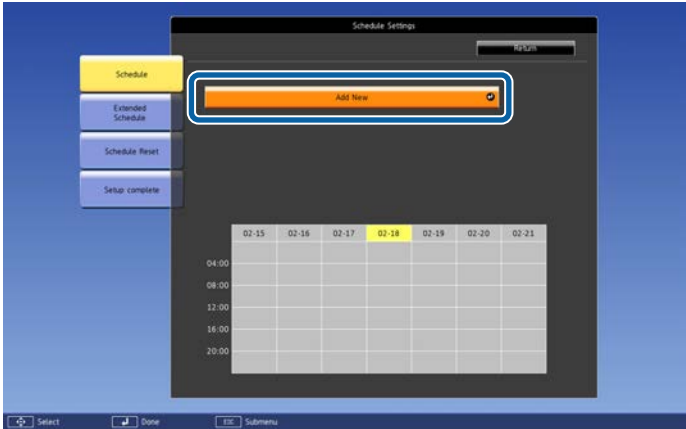 Schedule Settings
Return
Schedule
Extended
Schedule
Schedule Reset
Setup complete
Add New
02-15 02-16 02-17 02-18 02-19 02-20 02-21
04:00
08:00
12:00
16:00
20:00
Select Done ESC Submenu